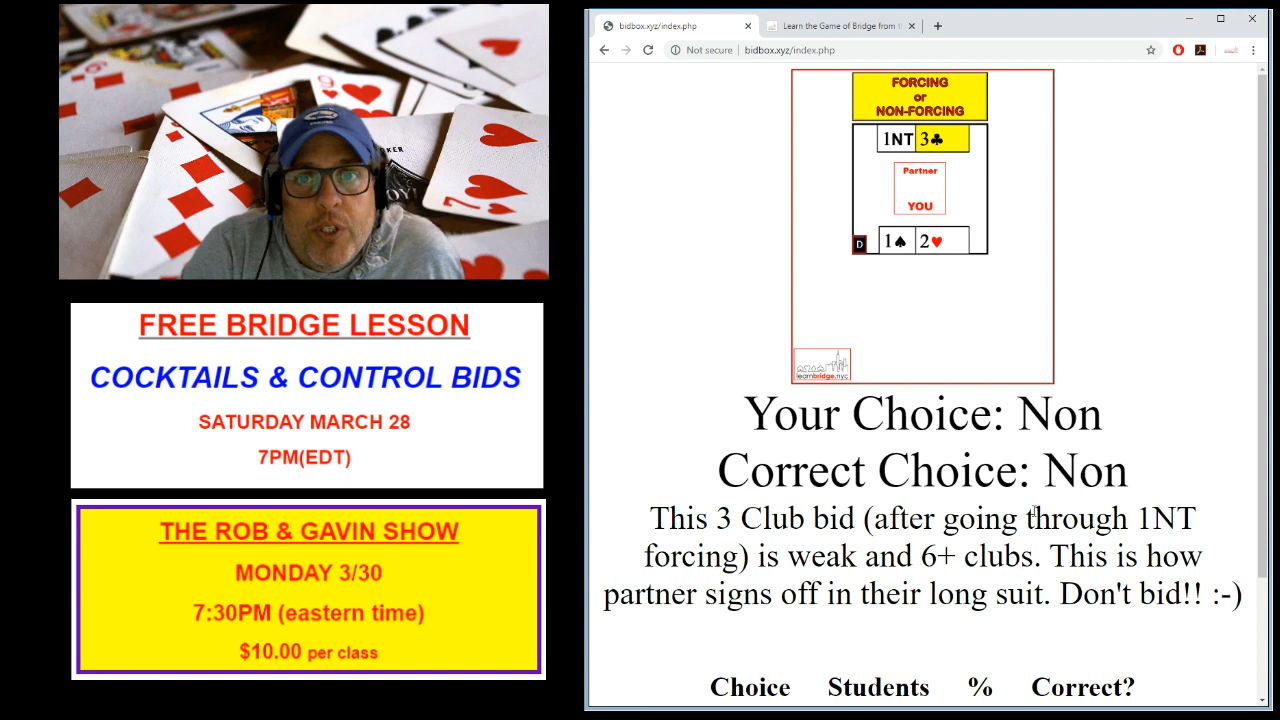 KER
7
FREE BRIDGE LESSON
COCKTAILS & CONTROL BIDS
SATURDAY MARCH 28
7PM(EDT)
THE ROB & GAVIN SHOW
MONDAY 3/30
7:30PM (eastern time)
$10.00 per class
bidbox.xyz/index.php
Learn the Game of Bridge from t
Not secure
bidbox.xyz/index.php
FORCING
or
NON-FORCING
1NT 3♣
Partner
YOU
D 1♠ 2♥
learnbridge.nyc
Your Choice: Non
Correct Choice: Non
This 3 Club bid (after going through 1NT
forcing) is weak and 6+ clubs. This is how
partner signs off in their long suit. Don't bid!! :-)
Choice Students % Correct?